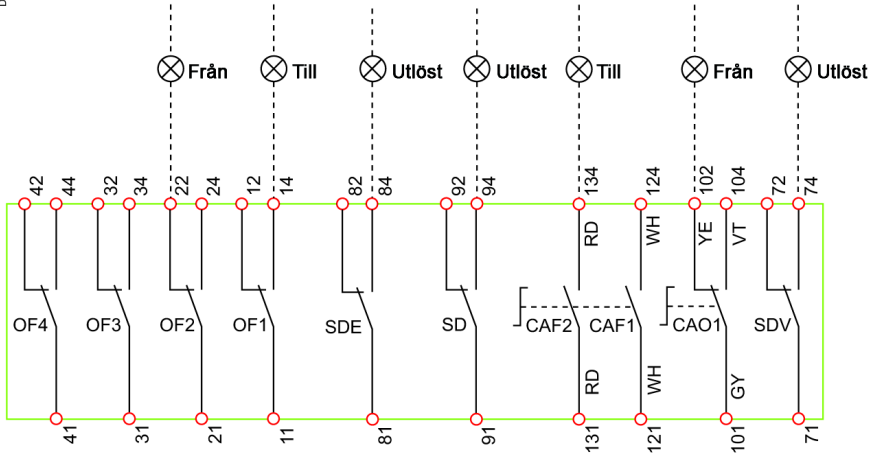 Från
Till
Utlöst
Utlöst
Till
Från
Utlöst
42
44
32
34
22
24
12
14
82
84
92
94
134
124
102
104
72
74
RD
WH
YE
VT
OF4
OF3
OF2
OF1
SDE
SD
CAF2
CAF1
CAO1
SDV
RD
WH
GY
41
31
21
11
81
91
131
121
101
71